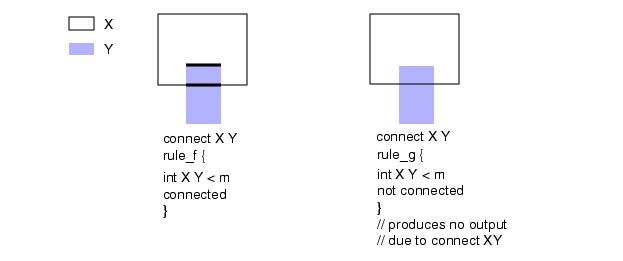 X
Y
connect X Y
rule_f {
int X Y < m
connected
}
connect X Y
rule_g {
int X Y < m
not connected
}
// produces no output
// due to connect XY